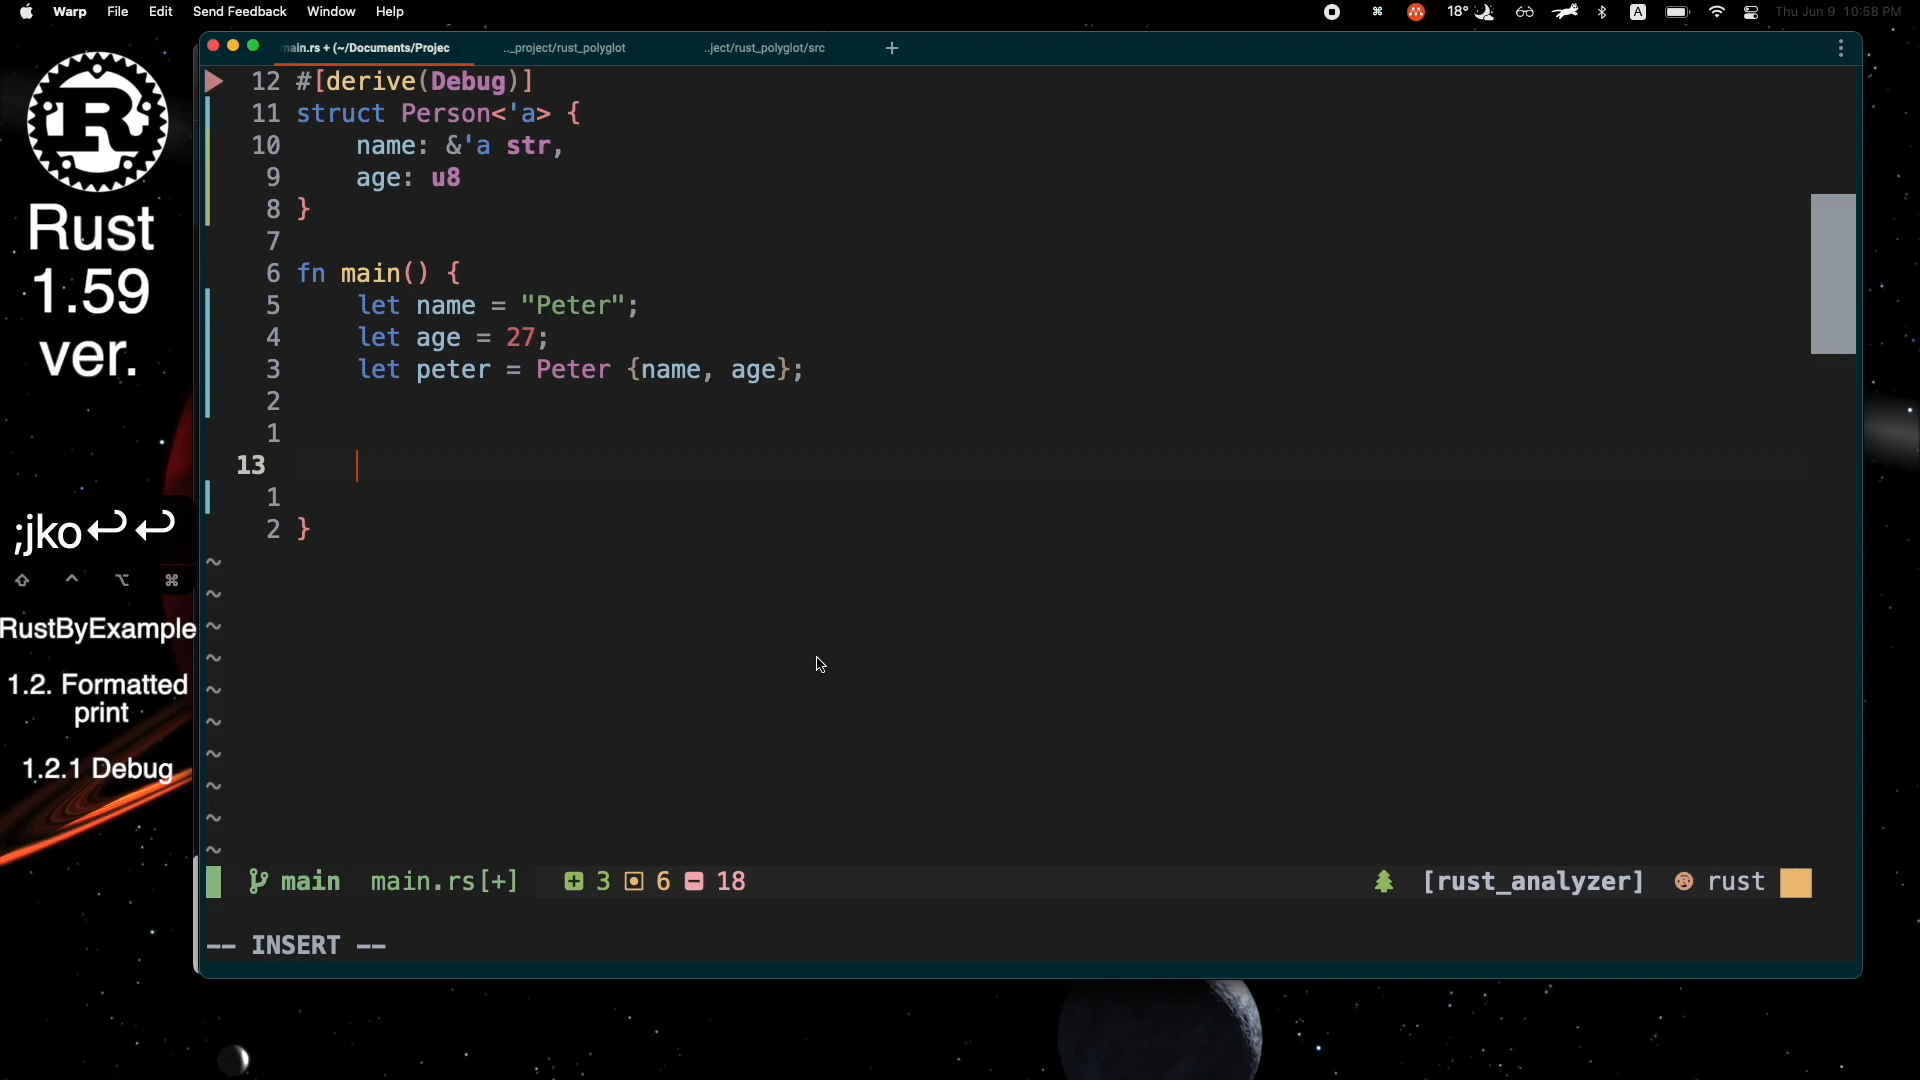 Warp File Edit Send Feedback Window Help
18°
A
Thu Jun 9 10:58 PM
main.rs + (~/Documents/Projec
.._project/rust_polyglot
..ject/rust_polyglot/src
+
R
Rust
1.59
ver.
;jko↩↩
⇧ ^ ⌥ ⌘
RustByExample
1.2. Formatted
print
1.2.1 Debug
12 #[derive(Debug)]
11 struct Person<'a> {
10     name: &'a str,
9     age: u8
8 }
7
6 fn main() {
5     let name = "Peter";
4     let age = 27;
3     let peter = Peter {name, age};
2
1
13
1
2 }
~
~
~
~
~
~
~
~
~
~
main main.rs[+] 3 6 18
[rust_analyzer] rust
-- INSERT --